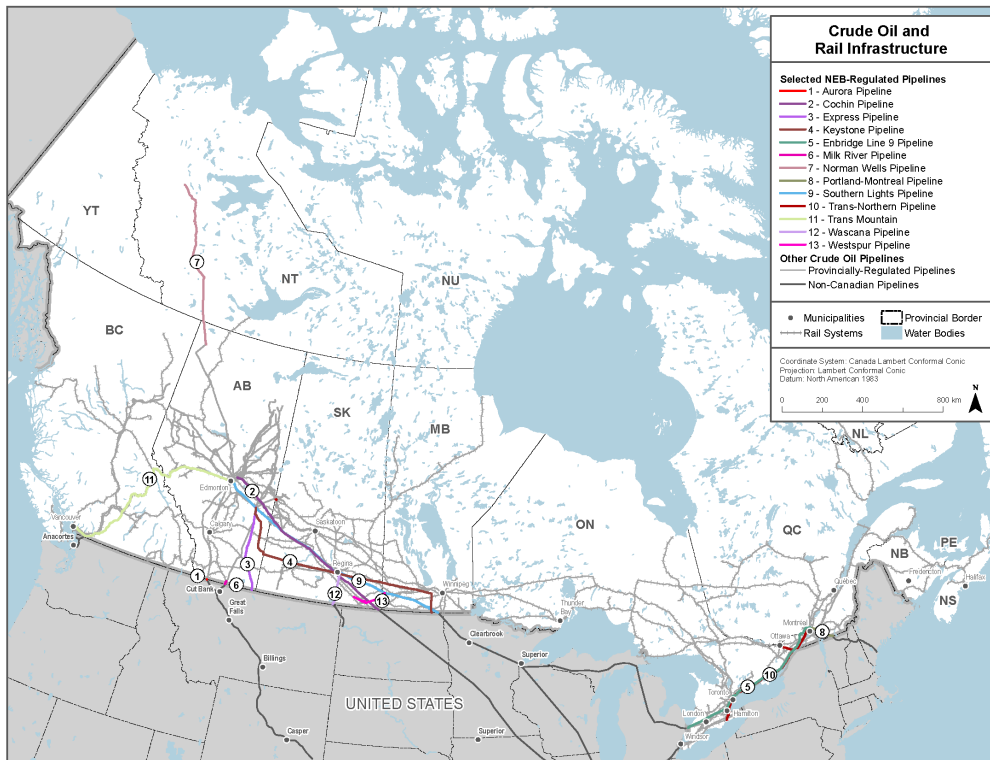 Crude Oil and
Rail Infrastructure
Selected NEB-Regulated Pipelines
1 - Aurora Pipeline
2 - Cochin Pipeline
3 - Express Pipeline
4 - Keystone Pipeline
5 - Enbridge Line 9 Pipeline
6 - Milk River Pipeline
7 - Norman Wells Pipeline
8 - Portland-Montreal Pipeline
9 - Southern Lights Pipeline
10 - Trans-Northern Pipeline
11 - Trans Mountain
12 - Wascana Pipeline
13 - Westspur Pipeline
Other Crude Oil Pipelines
Provincially-Regulated Pipelines
Non-Canadian Pipelines
Municipalities
Provincial Border
Rail Systems
Water Bodies
Coordinate System: Canada Lambert Conformal Conic
Projection: Lambert Conformal Conic
Datum: North American 1983
N
0 200 400 800 km
YT
7
NT
NU
BC
AB
SK
MB
NL
11
Edmonton
2
ON
QC
Vancouver
Anacortes
Calgary
Saskatoon
NB
PE
3
4
Regina
9
1
6
Cut Bank
12
13
Winnipeg
Thunder
Bay
Québec
Fredericton
Halifax
NS
Great
Falls
Clearbrook
Superior
Ottawa
Montreal
8
Billings
10
5
Toronto
UNITED STATES
London
Hamilton
Casper
Superior
Windsor